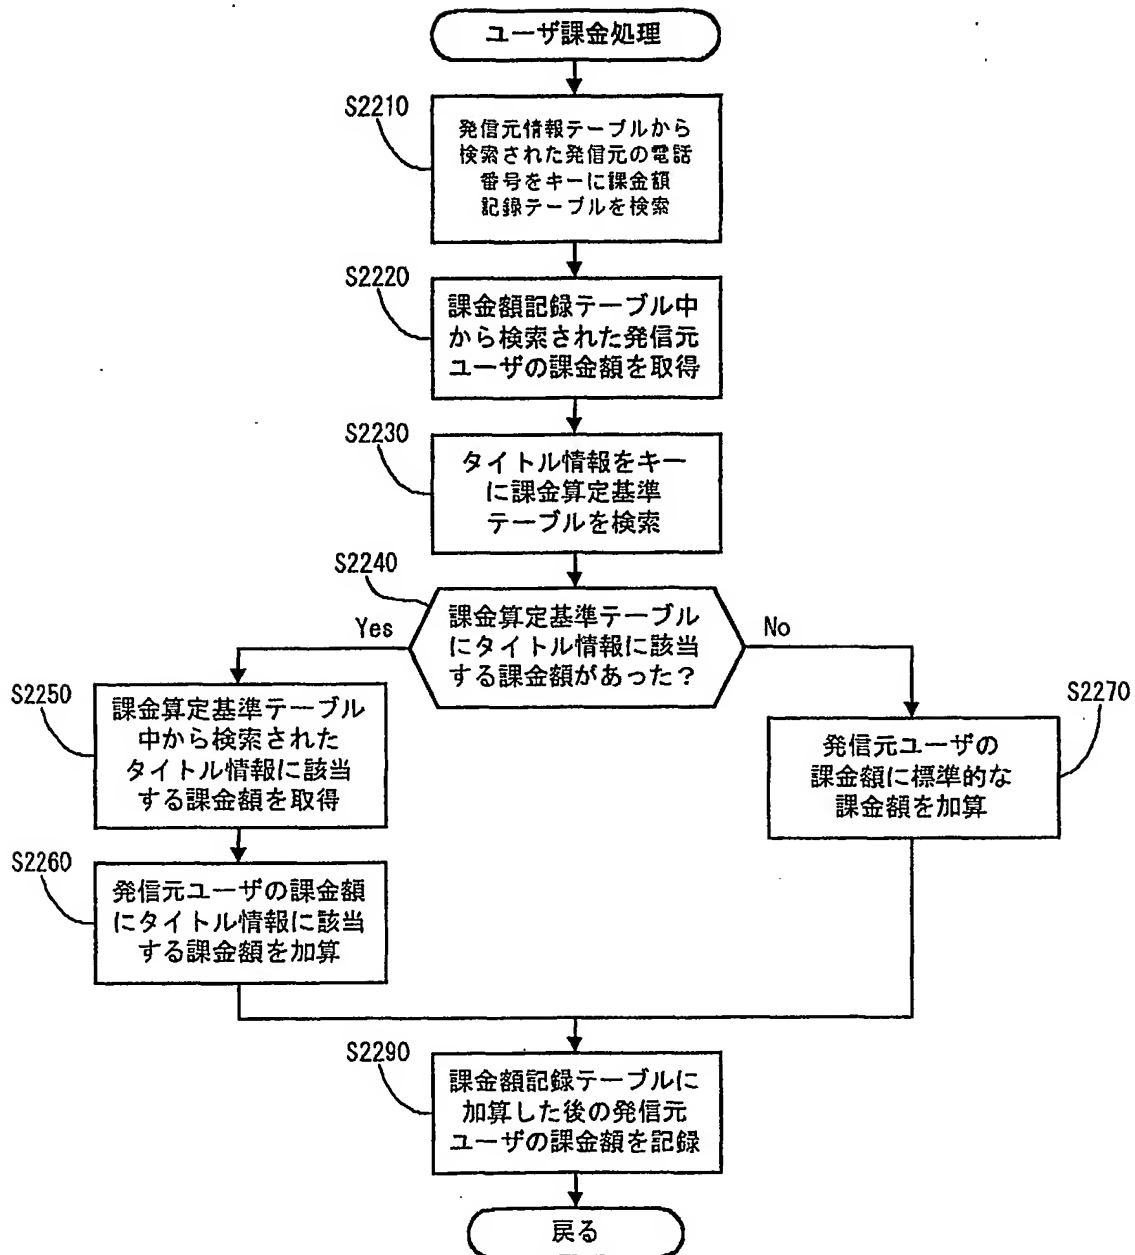 ユーザ課金処理
S2210
発信元情報テーブルから
検索された発信元の電話
番号をキーに課金額
記録テーブルを検索
S2220
課金額記録テーブル中
から検索された発信元
ユーザの課金額を取得
S2230
タイトル情報をキー
に課金算定基準
テーブルを検索
S2240
課金算定基準テーブル
にタイトル情報に該当
する課金額があった?
Yes
No
S2250
課金算定基準テーブル
中から検索された
タイトル情報に該当
する課金額を取得
S2270
発信元ユーザの
課金額に標準的な
課金額を加算
S2260
発信元ユーザの課金額
にタイトル情報に該当
する課金額を加算
S2290
課金額記録テーブルに
加算した後の発信元
ユーザの課金額を記録
戻る